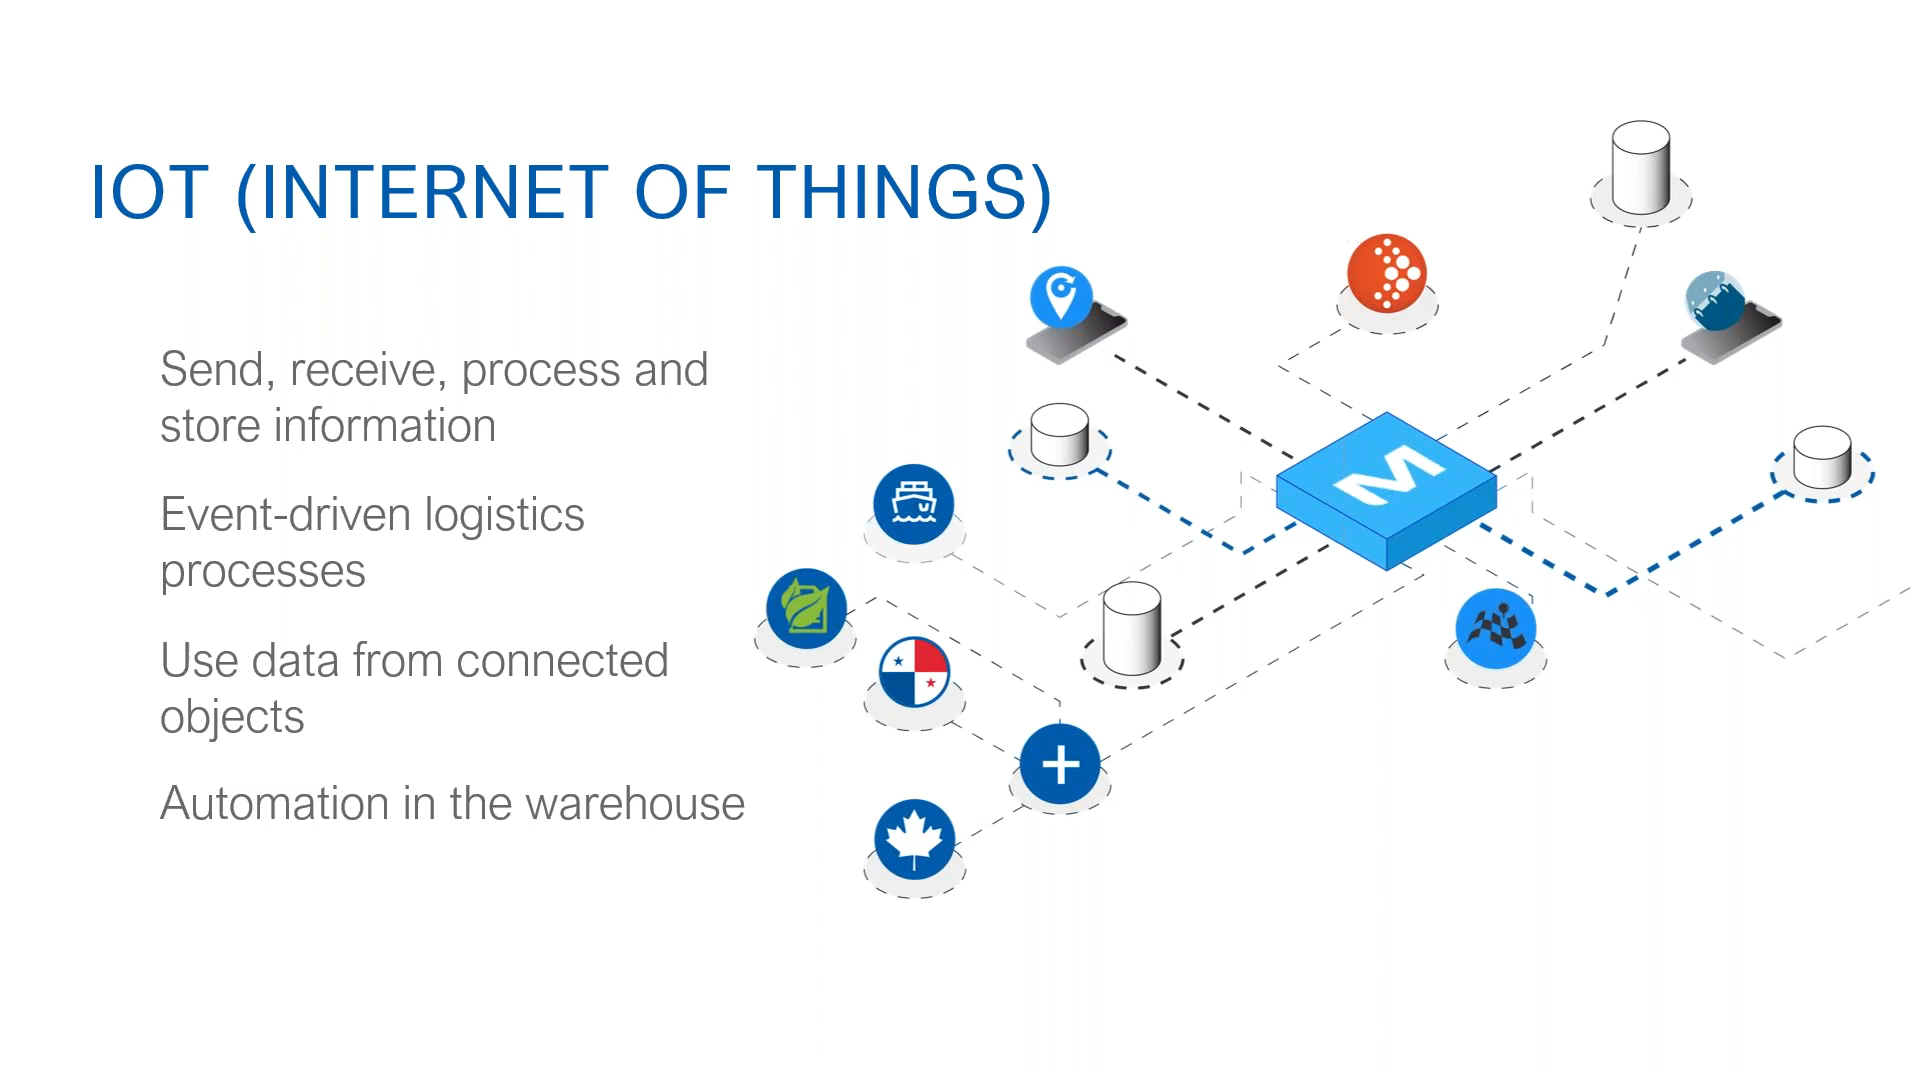 IOT (INTERNET OF THINGS)
Send, receive, process and
store information
Event-driven logistics
processes
Use data from connected
objects
Automation in the warehouse
M